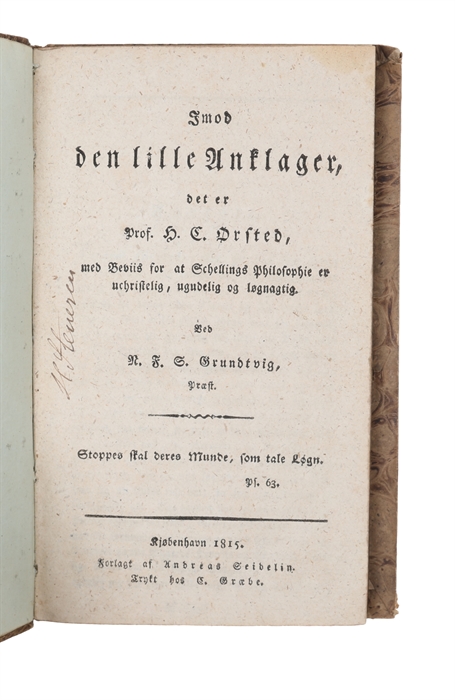 Imod
den lille Anklager,
det er
Prof. H. C. Ørsted,
med Beviis for at Schellings Philosophie er
uchristelig, ugudelig og løgnagtig.
Ved
N. F. S. Grundtvig,
Præst.
Stoppes skal deres Munde, som tale Løgn.
Ps. 63.
Kjøbenhavn 1815.
Forlagt af Andreas Seidelin.
Trykt hos C. Græbe.